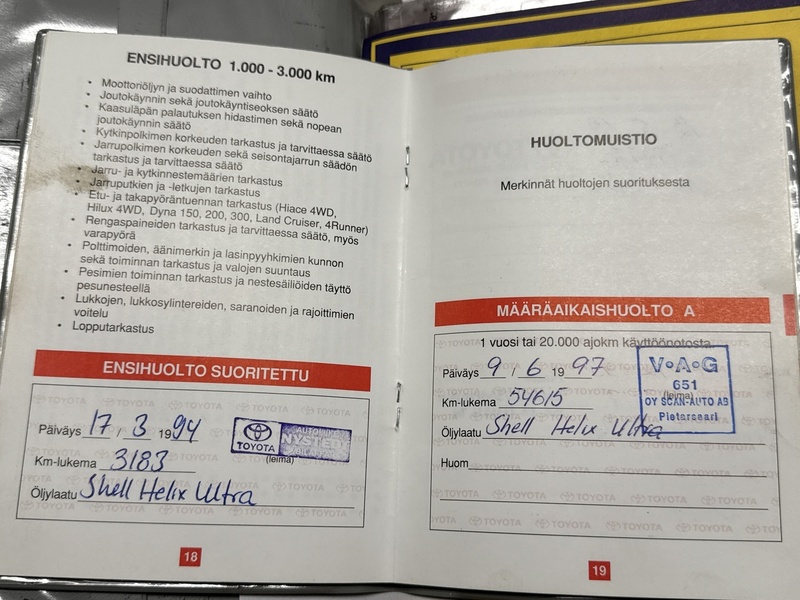 ENSIHUOLTO 1.000 - 3.000 km
• Moottoriöljyn ja suodattimen vaihto
• Joutokäynnin sekä joutokäyntiseoksen säätö
• Kaasuläpän palautuksen hidastimen sekä nopean
joutokäynnin säätö
• Kytkinpolkimen korkeuden tarkastus ja tarvittaessa säätö
• Jarrupolkimen korkeuden sekä seisontajarrun säädön
tarkastus ja tarvittaessa säätö
• Jarru- ja kytkinnestemäärien tarkastus
• Jarruputkien ja -letkujen tarkastus
• Etu- ja takapyöräntuennan tarkastus (Hiace 4WD,
Hilux 4WD, Dyna 150, 200, 300, Land Cruiser, 4Runner)
• Rengaspaineiden tarkastus ja tarvittaessa säätö, myös
varapyörä
• Polttimoiden, äänimerkin ja lasinpyyhkimien kunnon
sekä toiminnan tarkastus ja valojen suuntaus
• Pesimien toiminnan tarkastus ja nestesäiliöiden täyttö
pesunesteellä
• Lukkojen, lukkosylintereiden, saranoiden ja rajoittimien
voitelu
• Lopputarkastus
ENSIHUOLTO SUORITETTU
Päiväys 17 / 3 1994
TOYOTA
AUTOLIIKE
NYSTEN
(leima)
Km-lukema 3183
Öljylaatu Shell Helix Ultra
18
HUOLTOMUISTIO
Merkinnät huoltojen suorituksesta
MÄÄRÄAIKAISHUOLTO A
1 vuosi tai 20.000 ajokm käyttöönotosta
Päiväys 9 / 6 1997
Km-lukema 54615
V•A•G
651
(leima)
OY SCAN-AUTO AB
Pietarsaari
Öljylaatu Shell Helix Ultra
Huom
19